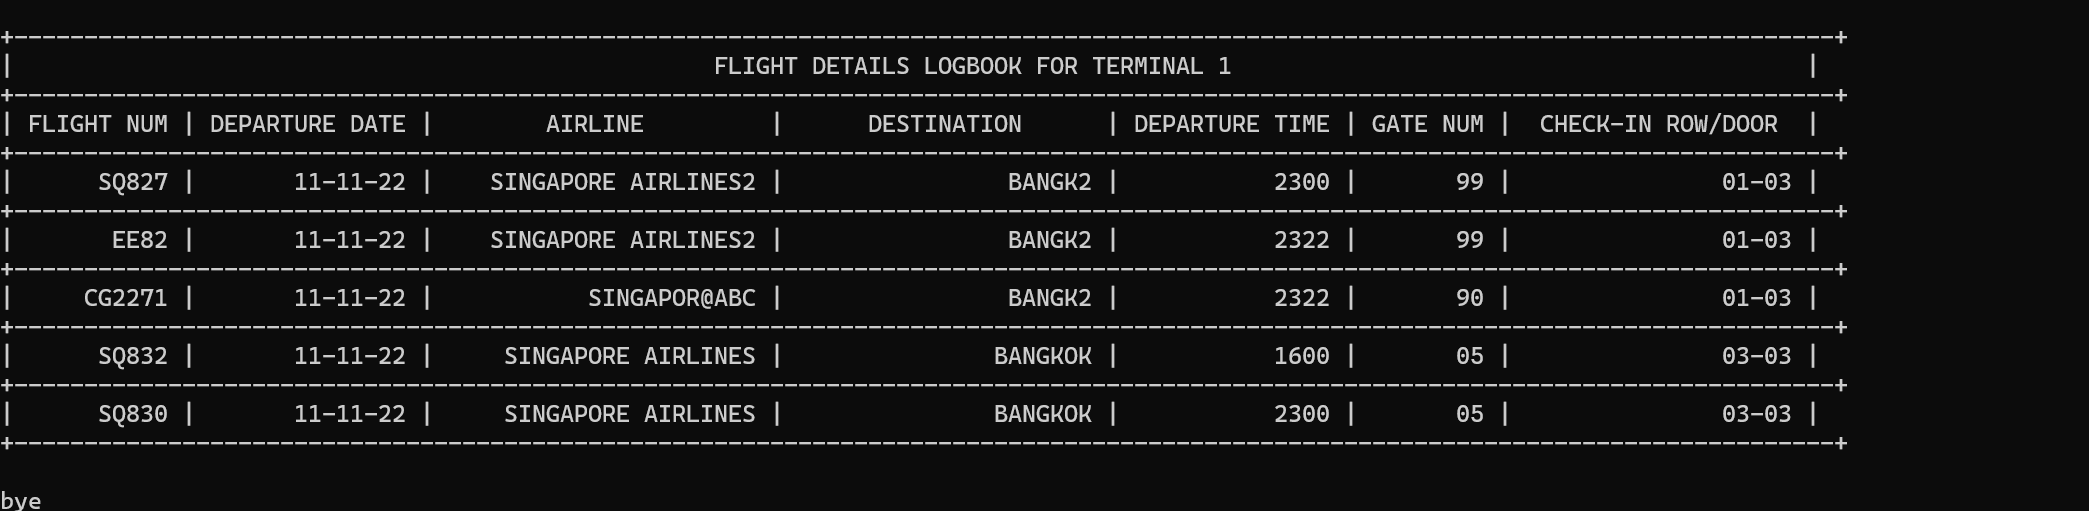 +----------------------------------------------------------------------------------------------------------------------------------+
|                                                  FLIGHT DETAILS LOGBOOK FOR TERMINAL 1                                         |
+----------------------------------------------------------------------------------------------------------------------------------+
| FLIGHT NUM | DEPARTURE DATE |        AIRLINE         |      DESTINATION      | DEPARTURE TIME | GATE NUM |  CHECK-IN ROW/DOOR  |
+----------------------------------------------------------------------------------------------------------------------------------+
|      SQ827 |       11-11-22 |    SINGAPORE AIRLINES2 |                BANGK2 |           2300 |       99 |               01-03 |
+----------------------------------------------------------------------------------------------------------------------------------+
|       EE82 |       11-11-22 |    SINGAPORE AIRLINES2 |                BANGK2 |           2322 |       99 |               01-03 |
+----------------------------------------------------------------------------------------------------------------------------------+
|     CG2271 |       11-11-22 |           SINGAPOR@ABC |                BANGK2 |           2322 |       90 |               01-03 |
+----------------------------------------------------------------------------------------------------------------------------------+
|      SQ832 |       11-11-22 |     SINGAPORE AIRLINES |               BANGKOK |           1600 |       05 |               03-03 |
+----------------------------------------------------------------------------------------------------------------------------------+
|      SQ830 |       11-11-22 |     SINGAPORE AIRLINES |               BANGKOK |           2300 |       05 |               03-03 |
+----------------------------------------------------------------------------------------------------------------------------------+
bye